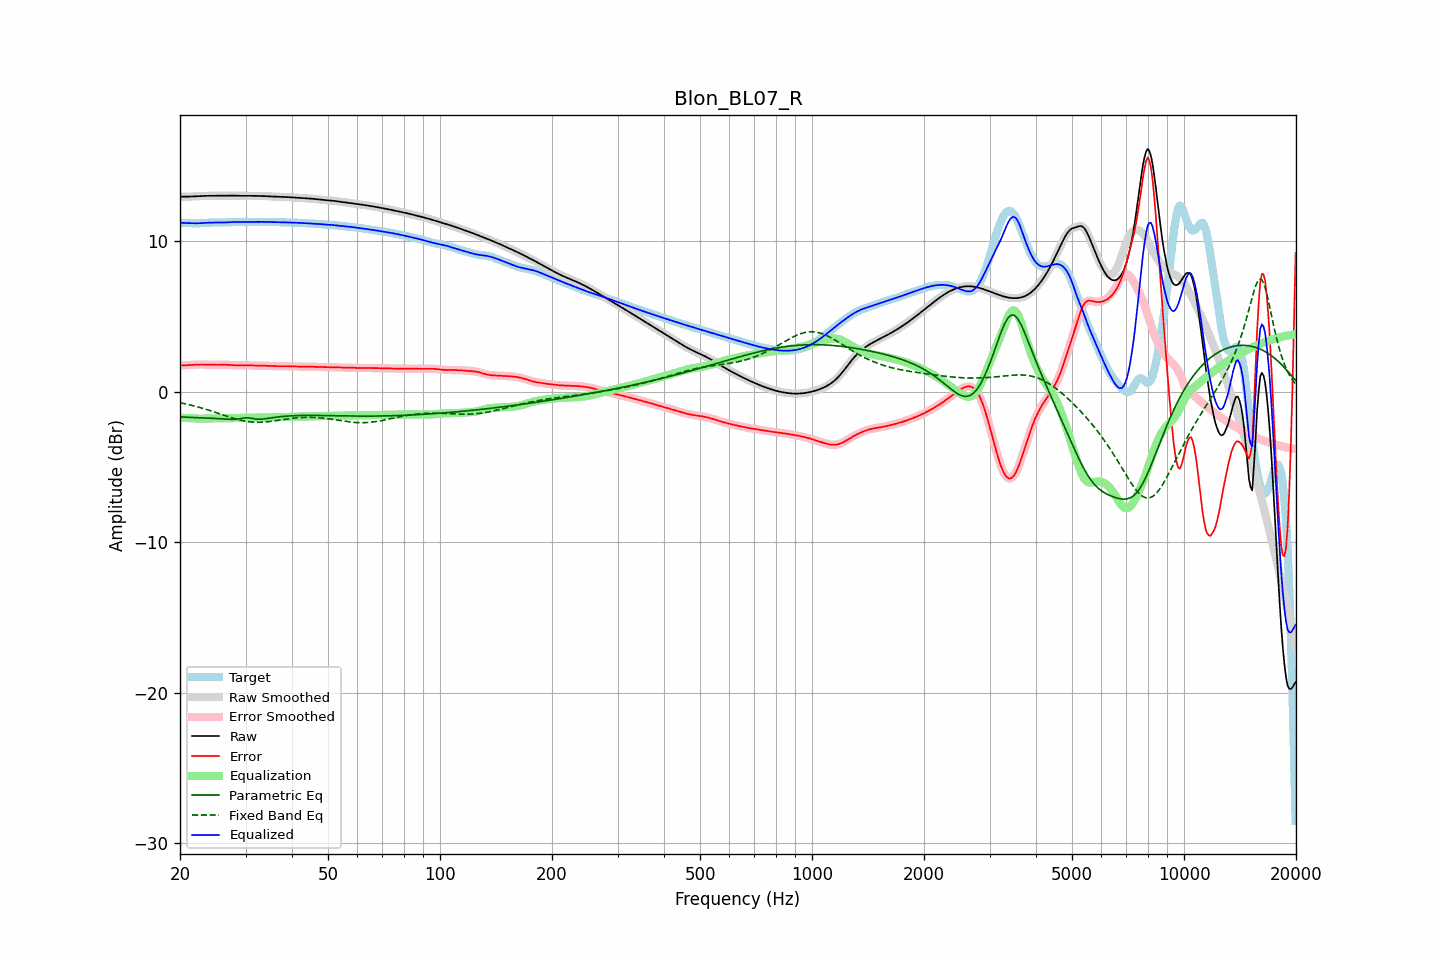 Blon_BL07_R
10
0
−10
−20
−30
Amplitude (dBr)
Target
Raw Smoothed
Error Smoothed
Raw
Error
Equalization
Parametric Eq
Fixed Band Eq
Equalized
20 50 100 200 500 1000 2000 5000 10000 20000
Frequency (Hz)